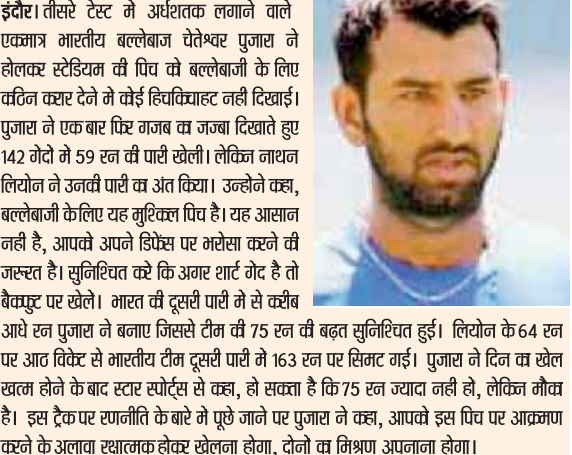 इंदौर। तीसरे टेस्ट में अर्धशतक लगाने वाले
एकमात्र भारतीय बल्लेबाज चेतेश्वर पुजारा ने
होलकर स्टेडियम की पिच को बल्लेबाजी के लिए
कठिन करार देने में कोई हिचकिचाहट नहीं दिखाई।
पुजारा ने एक बार फिर गजब का जज्बा दिखाते हुए
142 गेंदों में 59 रन की पारी खेली। लेकिन नाथन
लियोन ने उनकी पारी का अंत किया। उन्होंने कहा,
बल्लेबाजी के लिए यह मुश्किल पिच है। यह आसान
नहीं है, आपको अपने डिफेंस पर भरोसा करने की
जरूरत है। सुनिश्चित करें कि अगर शार्ट गेंद है तो
बैकफुट पर खेलें। भारत की दूसरी पारी में से करीब
आधे रन पुजारा ने बनाए जिससे टीम की 75 रन की बढ़त सुनिश्चित हुई। लियोन के 64 रन
पर आठ विकेट से भारतीय टीम दूसरी पारी में 163 रन पर सिमट गई। पुजारा ने दिन का खेल
खत्म होने के बाद स्टार स्पोर्ट्स से कहा, हो सकता है कि 75 रन ज्यादा नहीं हों, लेकिन मौका
है। इस ट्रैक पर रणनीति के बारे में पूछे जाने पर पुजारा ने कहा, आपको इस पिच पर आक्रमण
करने के अलावा रक्षात्मक होकर खेलना होगा, दोनों का मिश्रण अपनाना होगा।